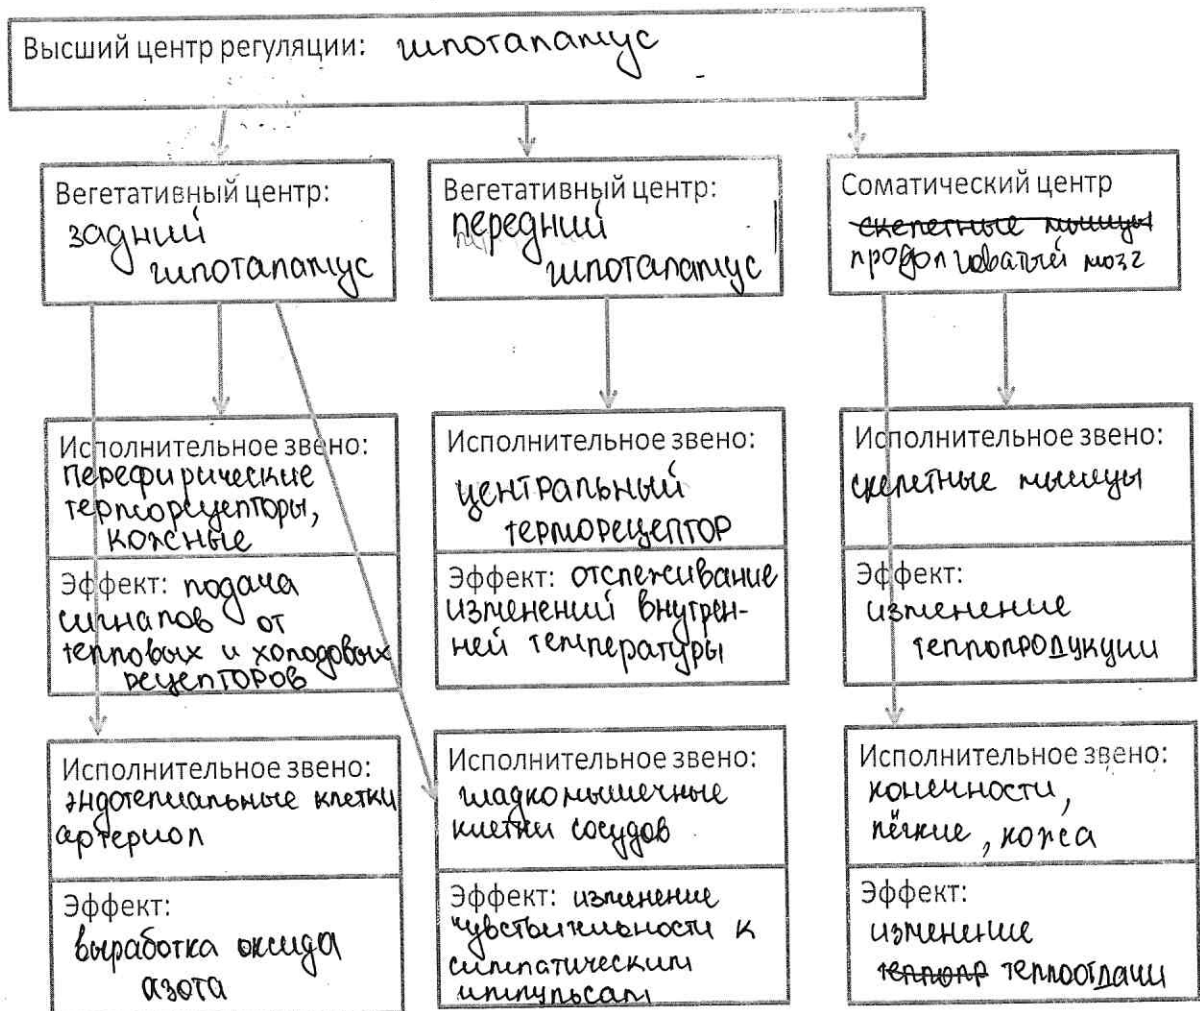 Высший центр регуляции: гипоталамус
Вегетативный центр:
задний
гипоталамус
Вегетативный центр:
передний
гипоталамус
Соматический центр
скелетные мышцы
продолговатый мозг
Исполнительное звено:
перефирические
терморецепторы,
кожные
Эффект: подача
сигналов от
тепловых и холодовых
рецепторов
Исполнительное звено:
центральный
терморецептор
Эффект: отслеживание
изменений внутрен-
ней температуры
Исполнительное звено:
скелетные мышцы
Эффект:
изменение
теплопродукции
Исполнительное звено:
эндотелиальные клетки
артериол
Эффект:
выработка оксида
азота
Исполнительное звено:
гладкомышечные
клетки сосудов
Эффект: изменение
чувствительности к
симпатическим
импульсам
Исполнительное звено:
конечности,
лёгкие, кожа
Эффект:
изменение
теплопр теплоотдачи